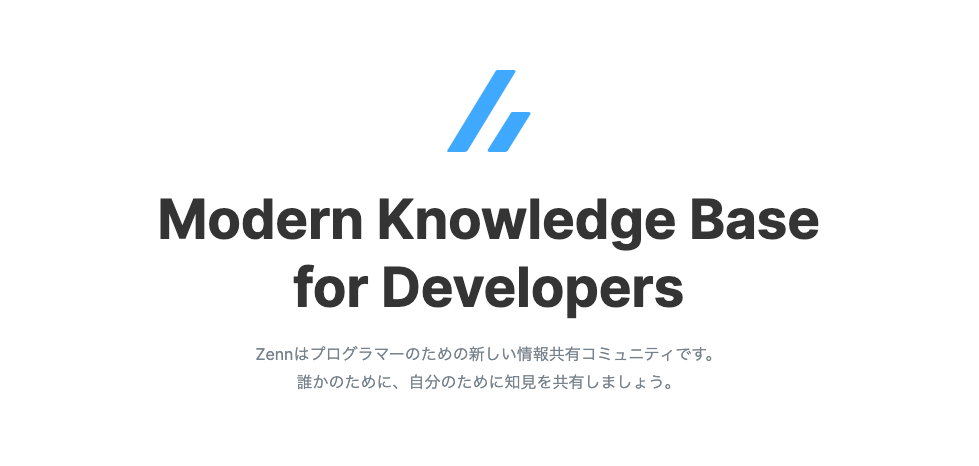 Modern Knowledge Base
for Developers
Zennはプログラマーのための新しい情報共有コミュニティです。
誰かのために、自分のために知見を共有しましょう。